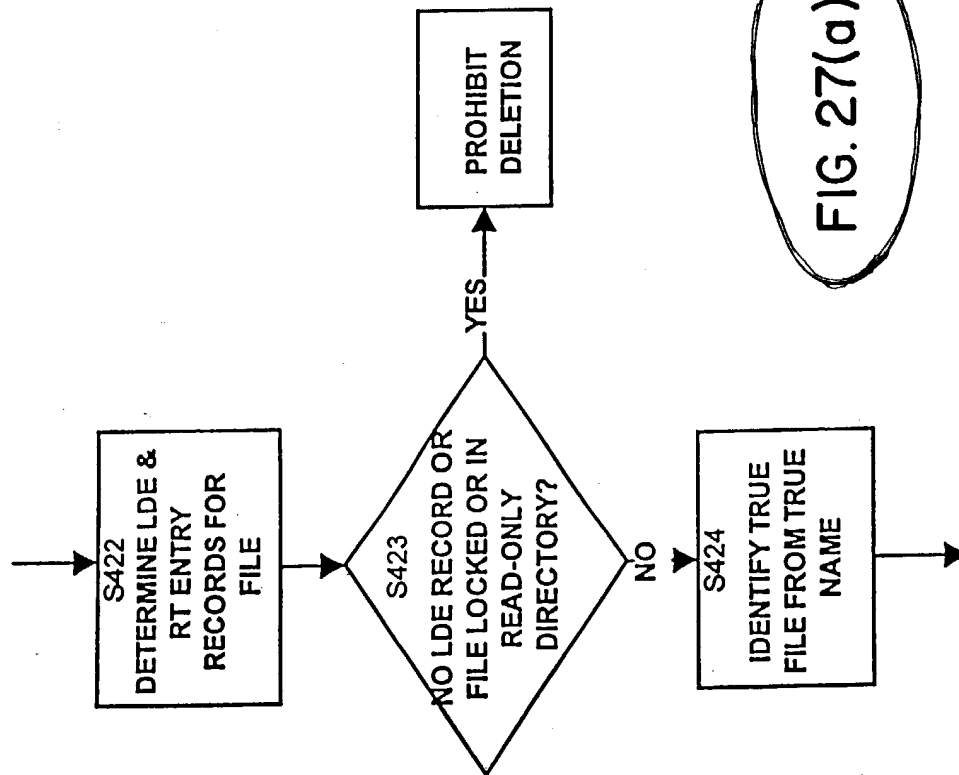 S422
DETERMINE LDE &
RT ENTRY
RECORDS FOR
FILE
S423
NO LDE RECORD OR
FILE LOCKED OR IN
READ-ONLY
DIRECTORY?
YES
PROHIBIT
DELETION
NO
S424
IDENTIFY TRUE
FILE FROM TRUE
NAME
FIG. 27(a)